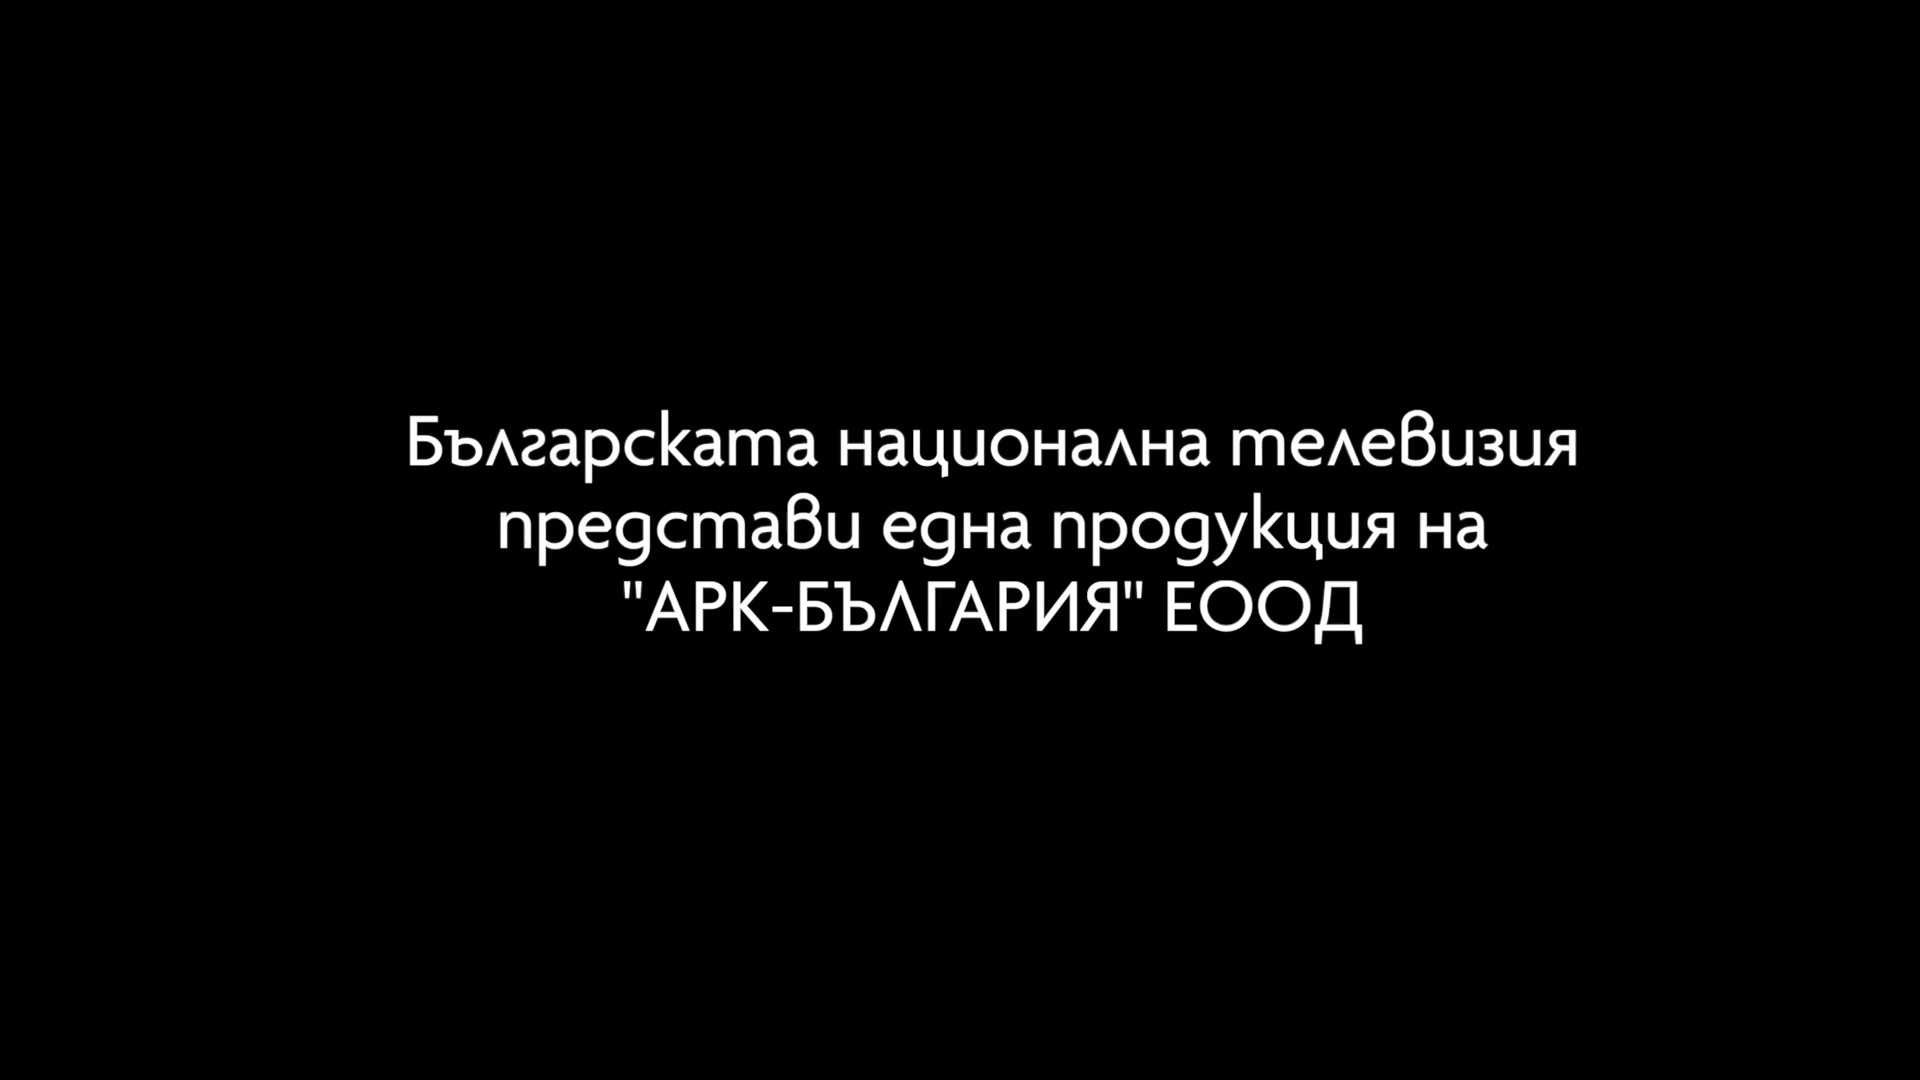 Българската национална телевизия
представи една продукция на
"АРК-БЪЛГАРИЯ" ЕООД